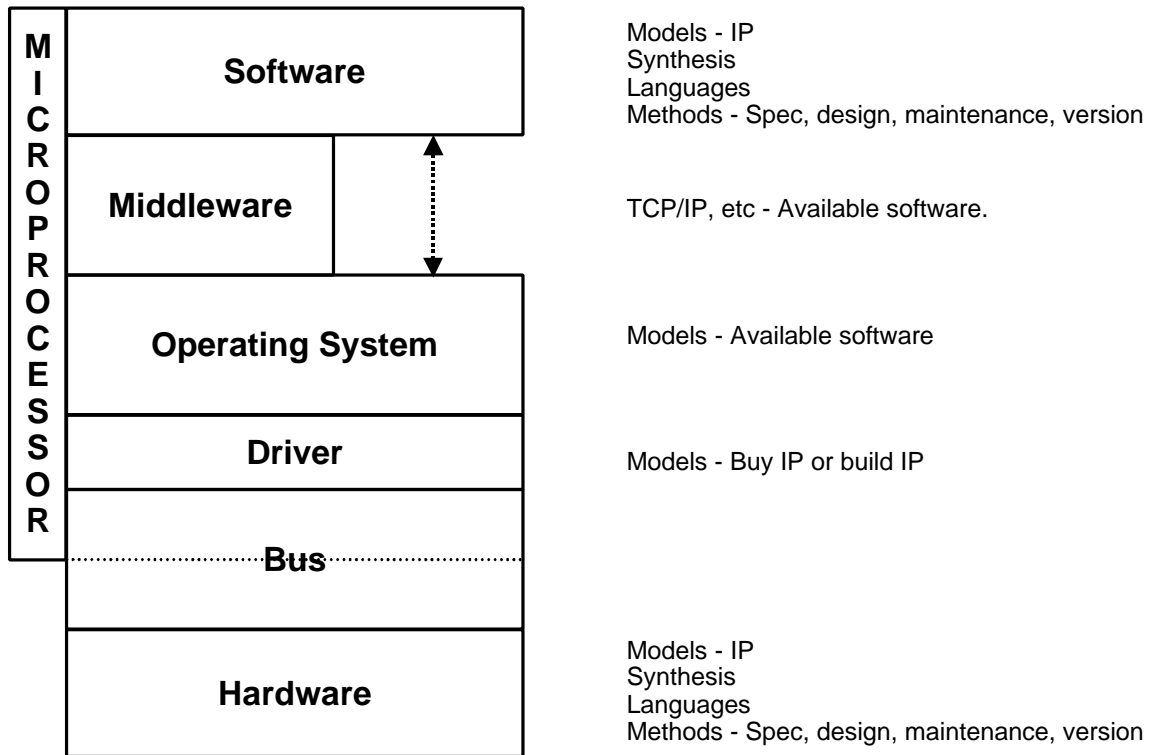 MICROPROCESSOR
Software
Models - IP
Synthesis
Languages
Methods - Spec, design, maintenance, version
Middleware
TCP/IP, etc - Available software.
Operating System
Models - Available software
Driver
Models - Buy IP or build IP
Bus
Hardware
Models - IP
Synthesis
Languages
Methods - Spec, design, maintenance, version